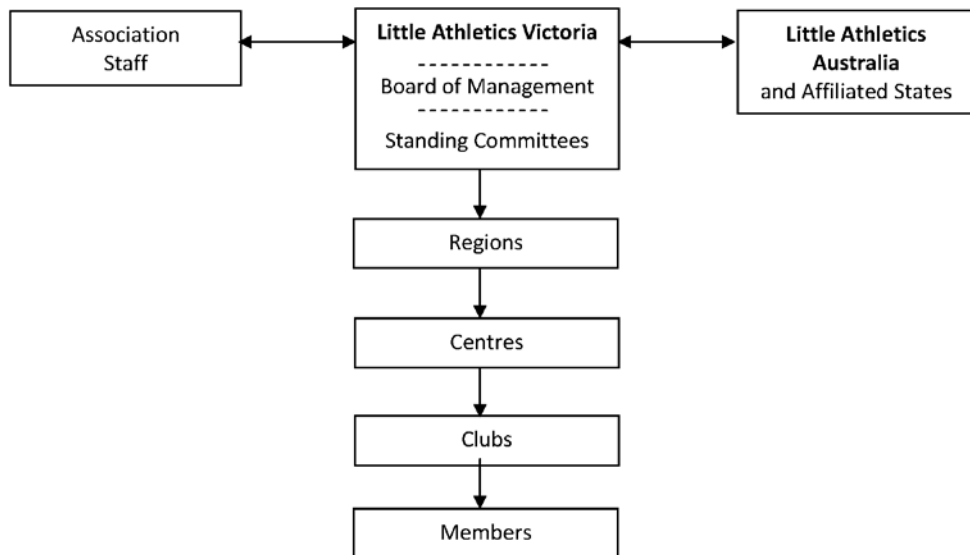 Association
Staff
Little Athletics Victoria
------------
Board of Management
------------
Standing Committees
Little Athletics
Australia
and Affiliated States
Regions
Centres
Clubs
Members